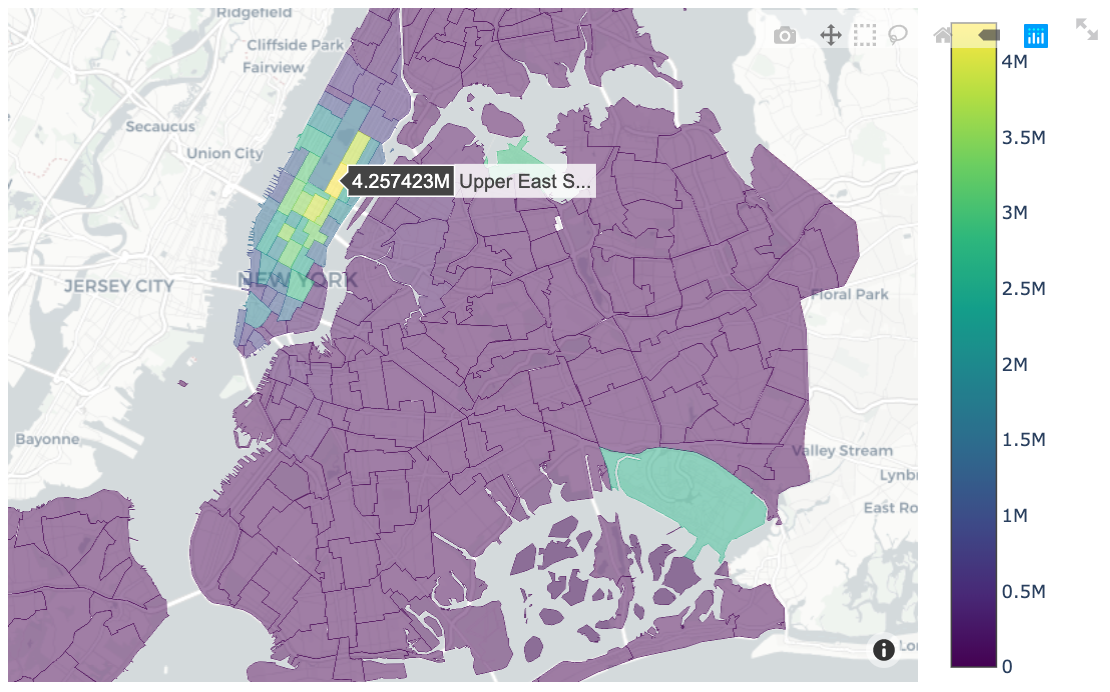 Ridgefield
Cliffside Park
Fairview
Secaucus
Union City
4.257423M Upper East S...
JERSEY CITY
NEW YORK
Floral Park
Bayonne
Valley Stream
Lynb
East Ro
Lo
4M
3.5M
3M
2.5M
2M
1.5M
1M
0.5M
0